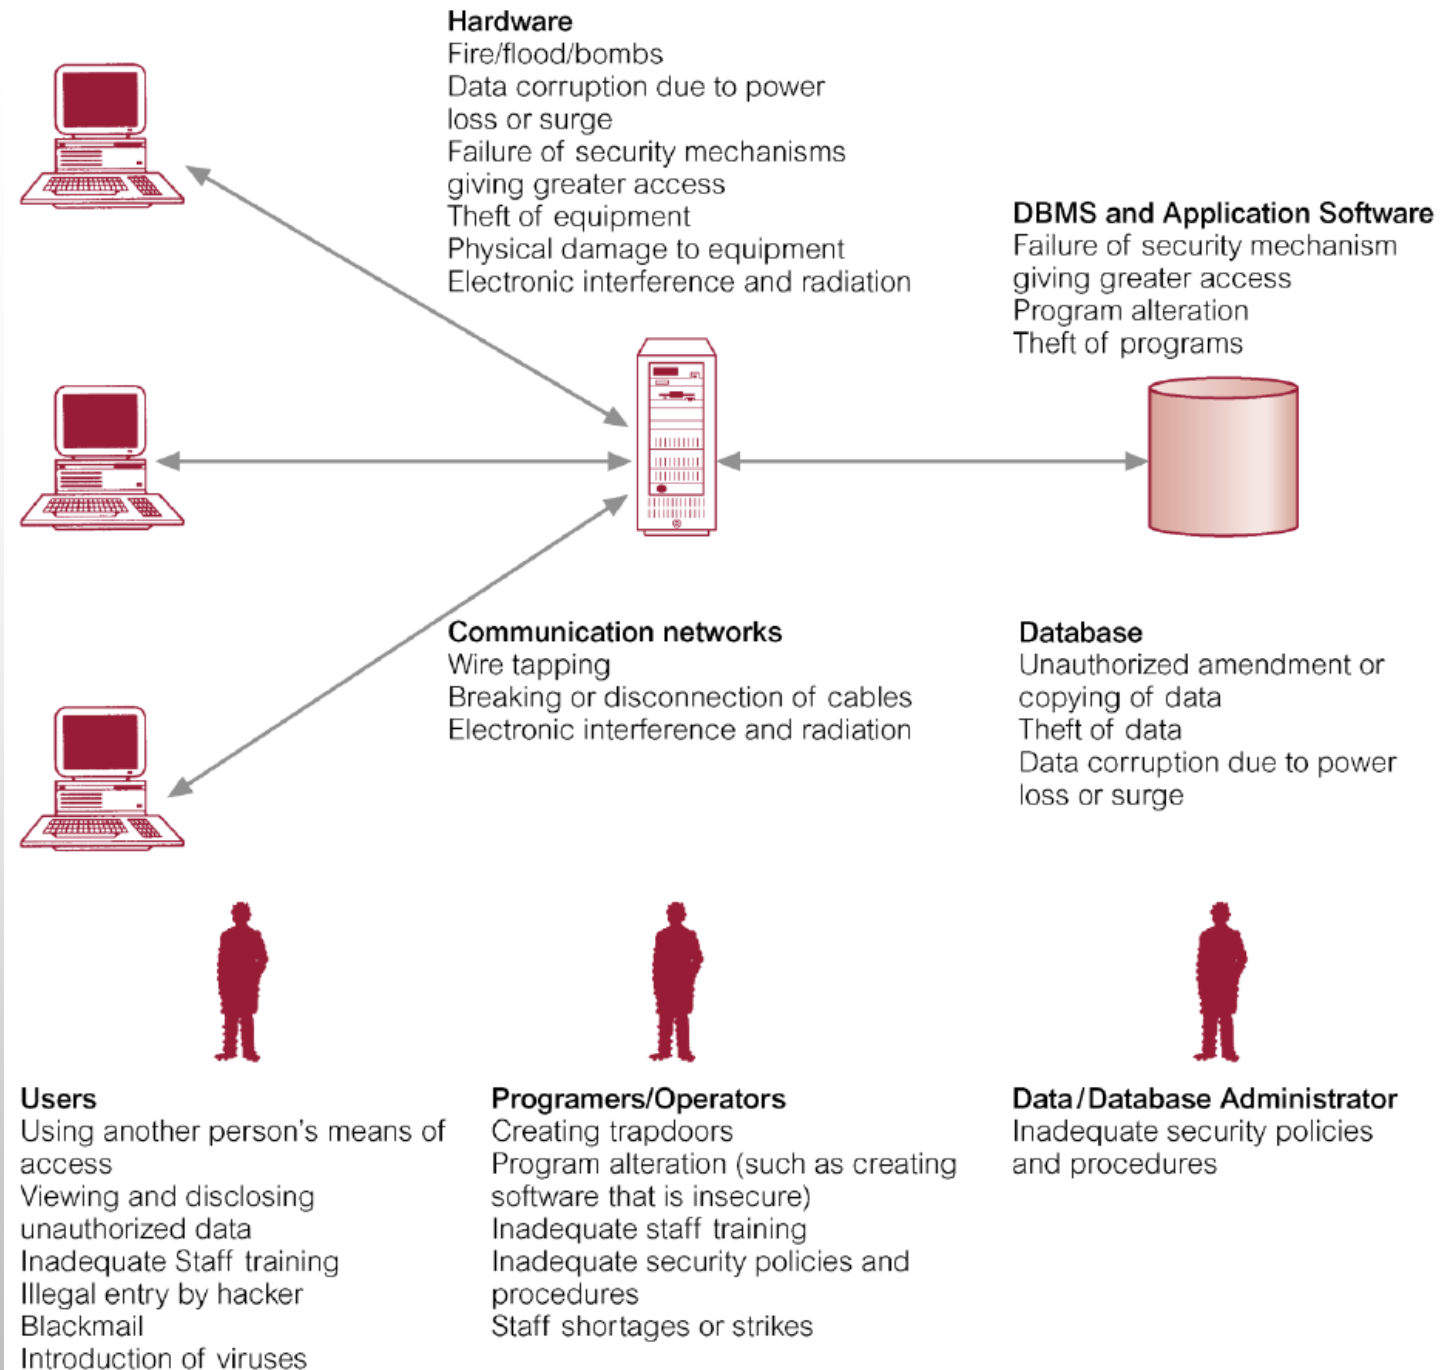 Hardware
Fire/flood/bombs
Data corruption due to power
loss or surge
Failure of security mechanisms
giving greater access
Theft of equipment
Physical damage to equipment
Electronic interference and radiation
DBMS and Application Software
Failure of security mechanism
giving greater access
Program alteration
Theft of programs
Communication networks
Wire tapping
Breaking or disconnection of cables
Electronic interference and radiation
Database
Unauthorized amendment or
copying of data
Theft of data
Data corruption due to power
loss or surge
Users
Using another person's means of
access
Viewing and disclosing
unauthorized data
Inadequate Staff training
Illegal entry by hacker
Blackmail
Introduction of viruses
Programers/Operators
Creating trapdoors
Program alteration (such as creating
software that is insecure)
Inadequate staff training
Inadequate security policies and
procedures
Staff shortages or strikes
Data/Database Administrator
Inadequate security policies
and procedures